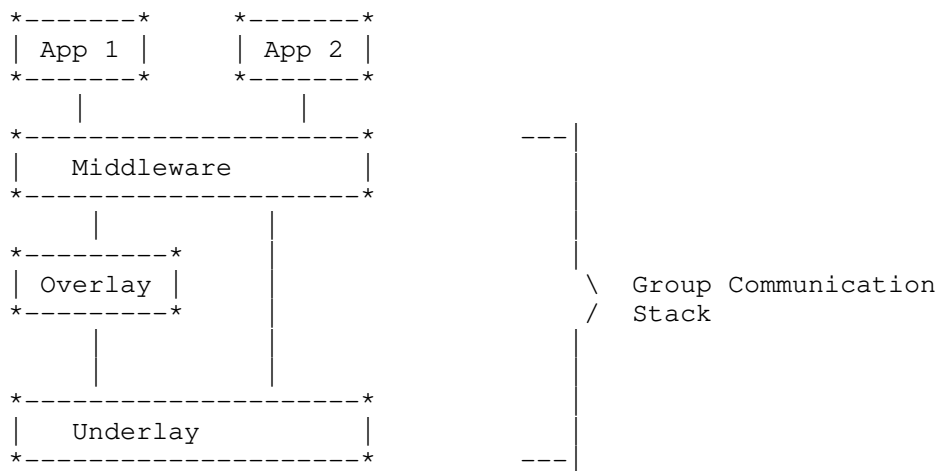 App 1 App 2
Middleware
Overlay \ Group Communication
/ Stack
Underlay